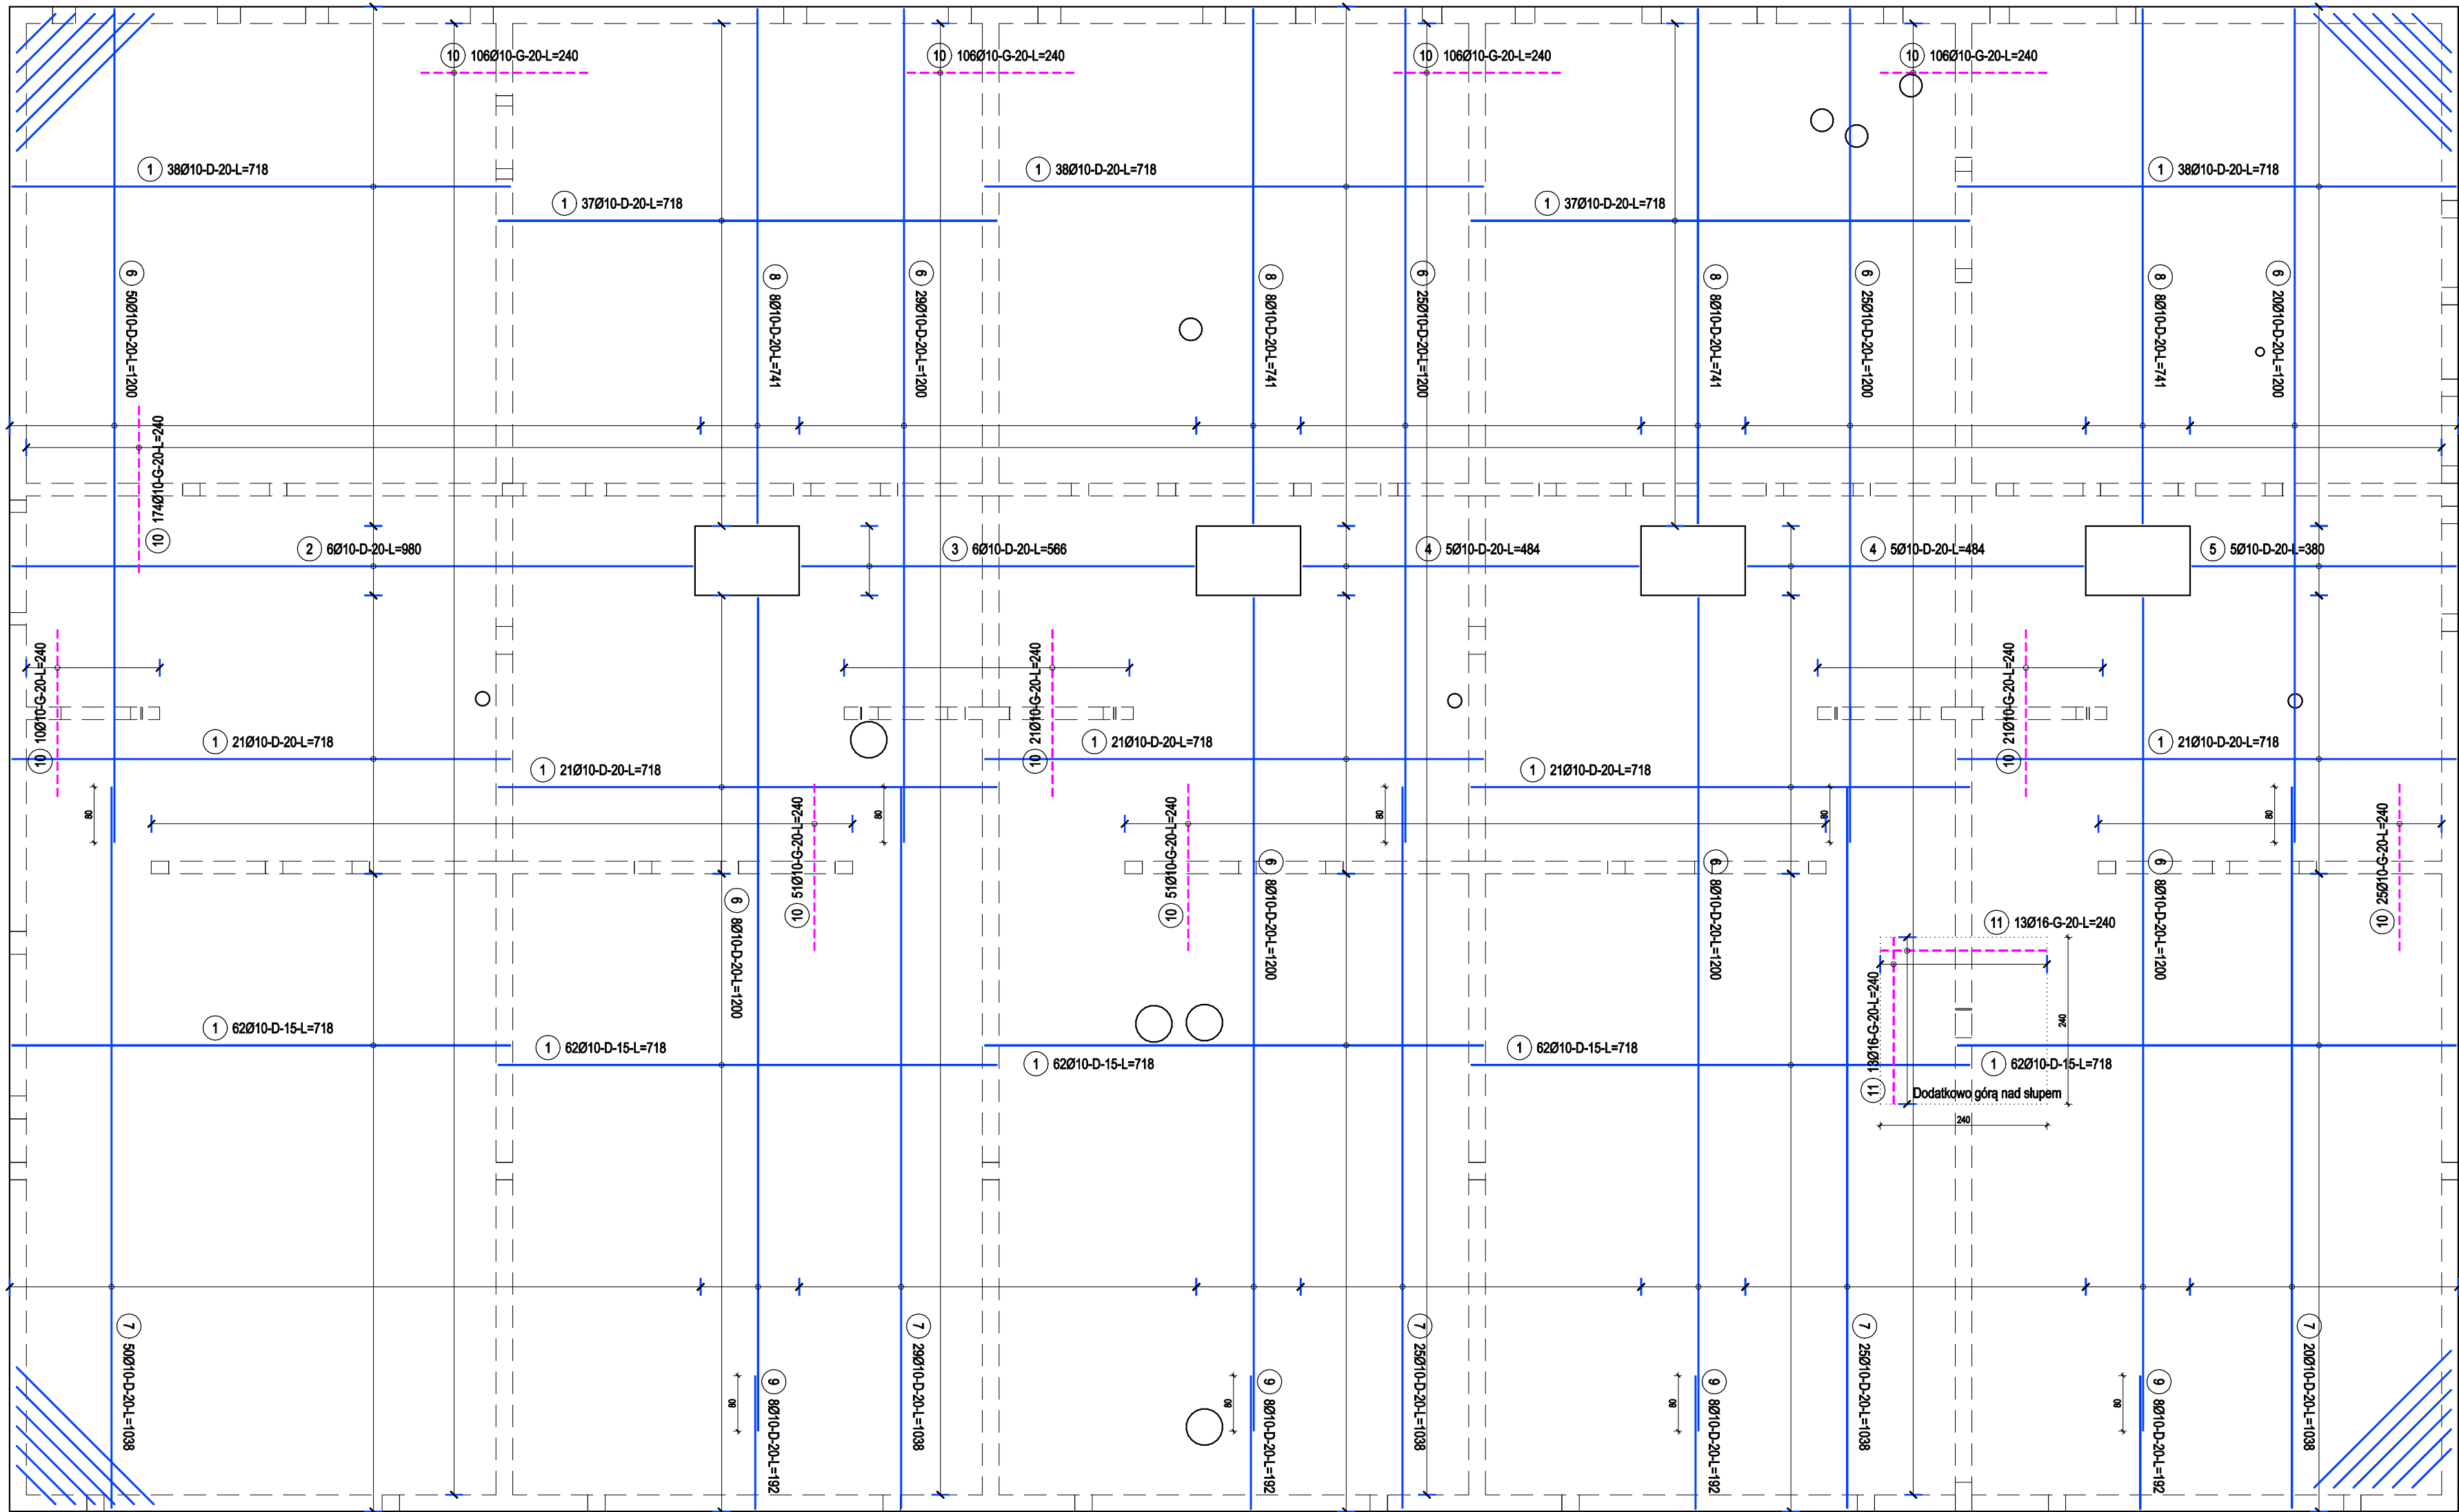 10 106Ø10-G-20-L=240
10 106Ø10-G-20-L=240
10 106Ø10-G-20-L=240
10 106Ø10-G-20-L=240
1 38Ø10-D-20-L=718
1 38Ø10-D-20-L=718
1 38Ø10-D-20-L=718
1 37Ø10-D-20-L=718
1 37Ø10-D-20-L=718
6 50Ø10-D-20-L=1200
8 8Ø10-D-20-L=741
6 29Ø10-D-20-L=1200
8 8Ø10-D-20-L=741
6 25Ø10-D-20-L=1200
8 8Ø10-D-20-L=741
6 25Ø10-D-20-L=1200
8 8Ø10-D-20-L=741
6 20Ø10-D-20-L=1200
10 174Ø10-G-20-L=240
2 6Ø10-D-20-L=980
3 6Ø10-D-20-L=566
4 5Ø10-D-20-L=484
4 5Ø10-D-20-L=484
5 5Ø10-D-20-L=380
10 10Ø10-G-20-L=240
10 21Ø10-G-20-L=240
10 21Ø10-G-20-L=240
1 21Ø10-D-20-L=718
1 21Ø10-D-20-L=718
1 21Ø10-D-20-L=718
1 21Ø10-D-20-L=718
1 21Ø10-D-20-L=718
80
80
80
80
80
10 51Ø10-G-20-L=240
10 51Ø10-G-20-L=240
10 25Ø10-G-20-L=240
9 8Ø10-D-20-L=1200
9 8Ø10-D-20-L=1200
9 8Ø10-D-20-L=1200
9 8Ø10-D-20-L=1200
11 13Ø16-G-20-L=240
11 13Ø16-G-20-L=240
240
Dodatkowo górą nad słupem
240
1 62Ø10-D-15-L=718
1 62Ø10-D-15-L=718
1 62Ø10-D-15-L=718
1 62Ø10-D-15-L=718
1 62Ø10-D-15-L=718
7 50Ø10-D-20-L=1038
7 29Ø10-D-20-L=1038
7 25Ø10-D-20-L=1038
7 25Ø10-D-20-L=1038
7 20Ø10-D-20-L=1038
80
80
80
80
9 8Ø10-D-20-L=192
9 8Ø10-D-20-L=192
9 8Ø10-D-20-L=192
9 8Ø10-D-20-L=192